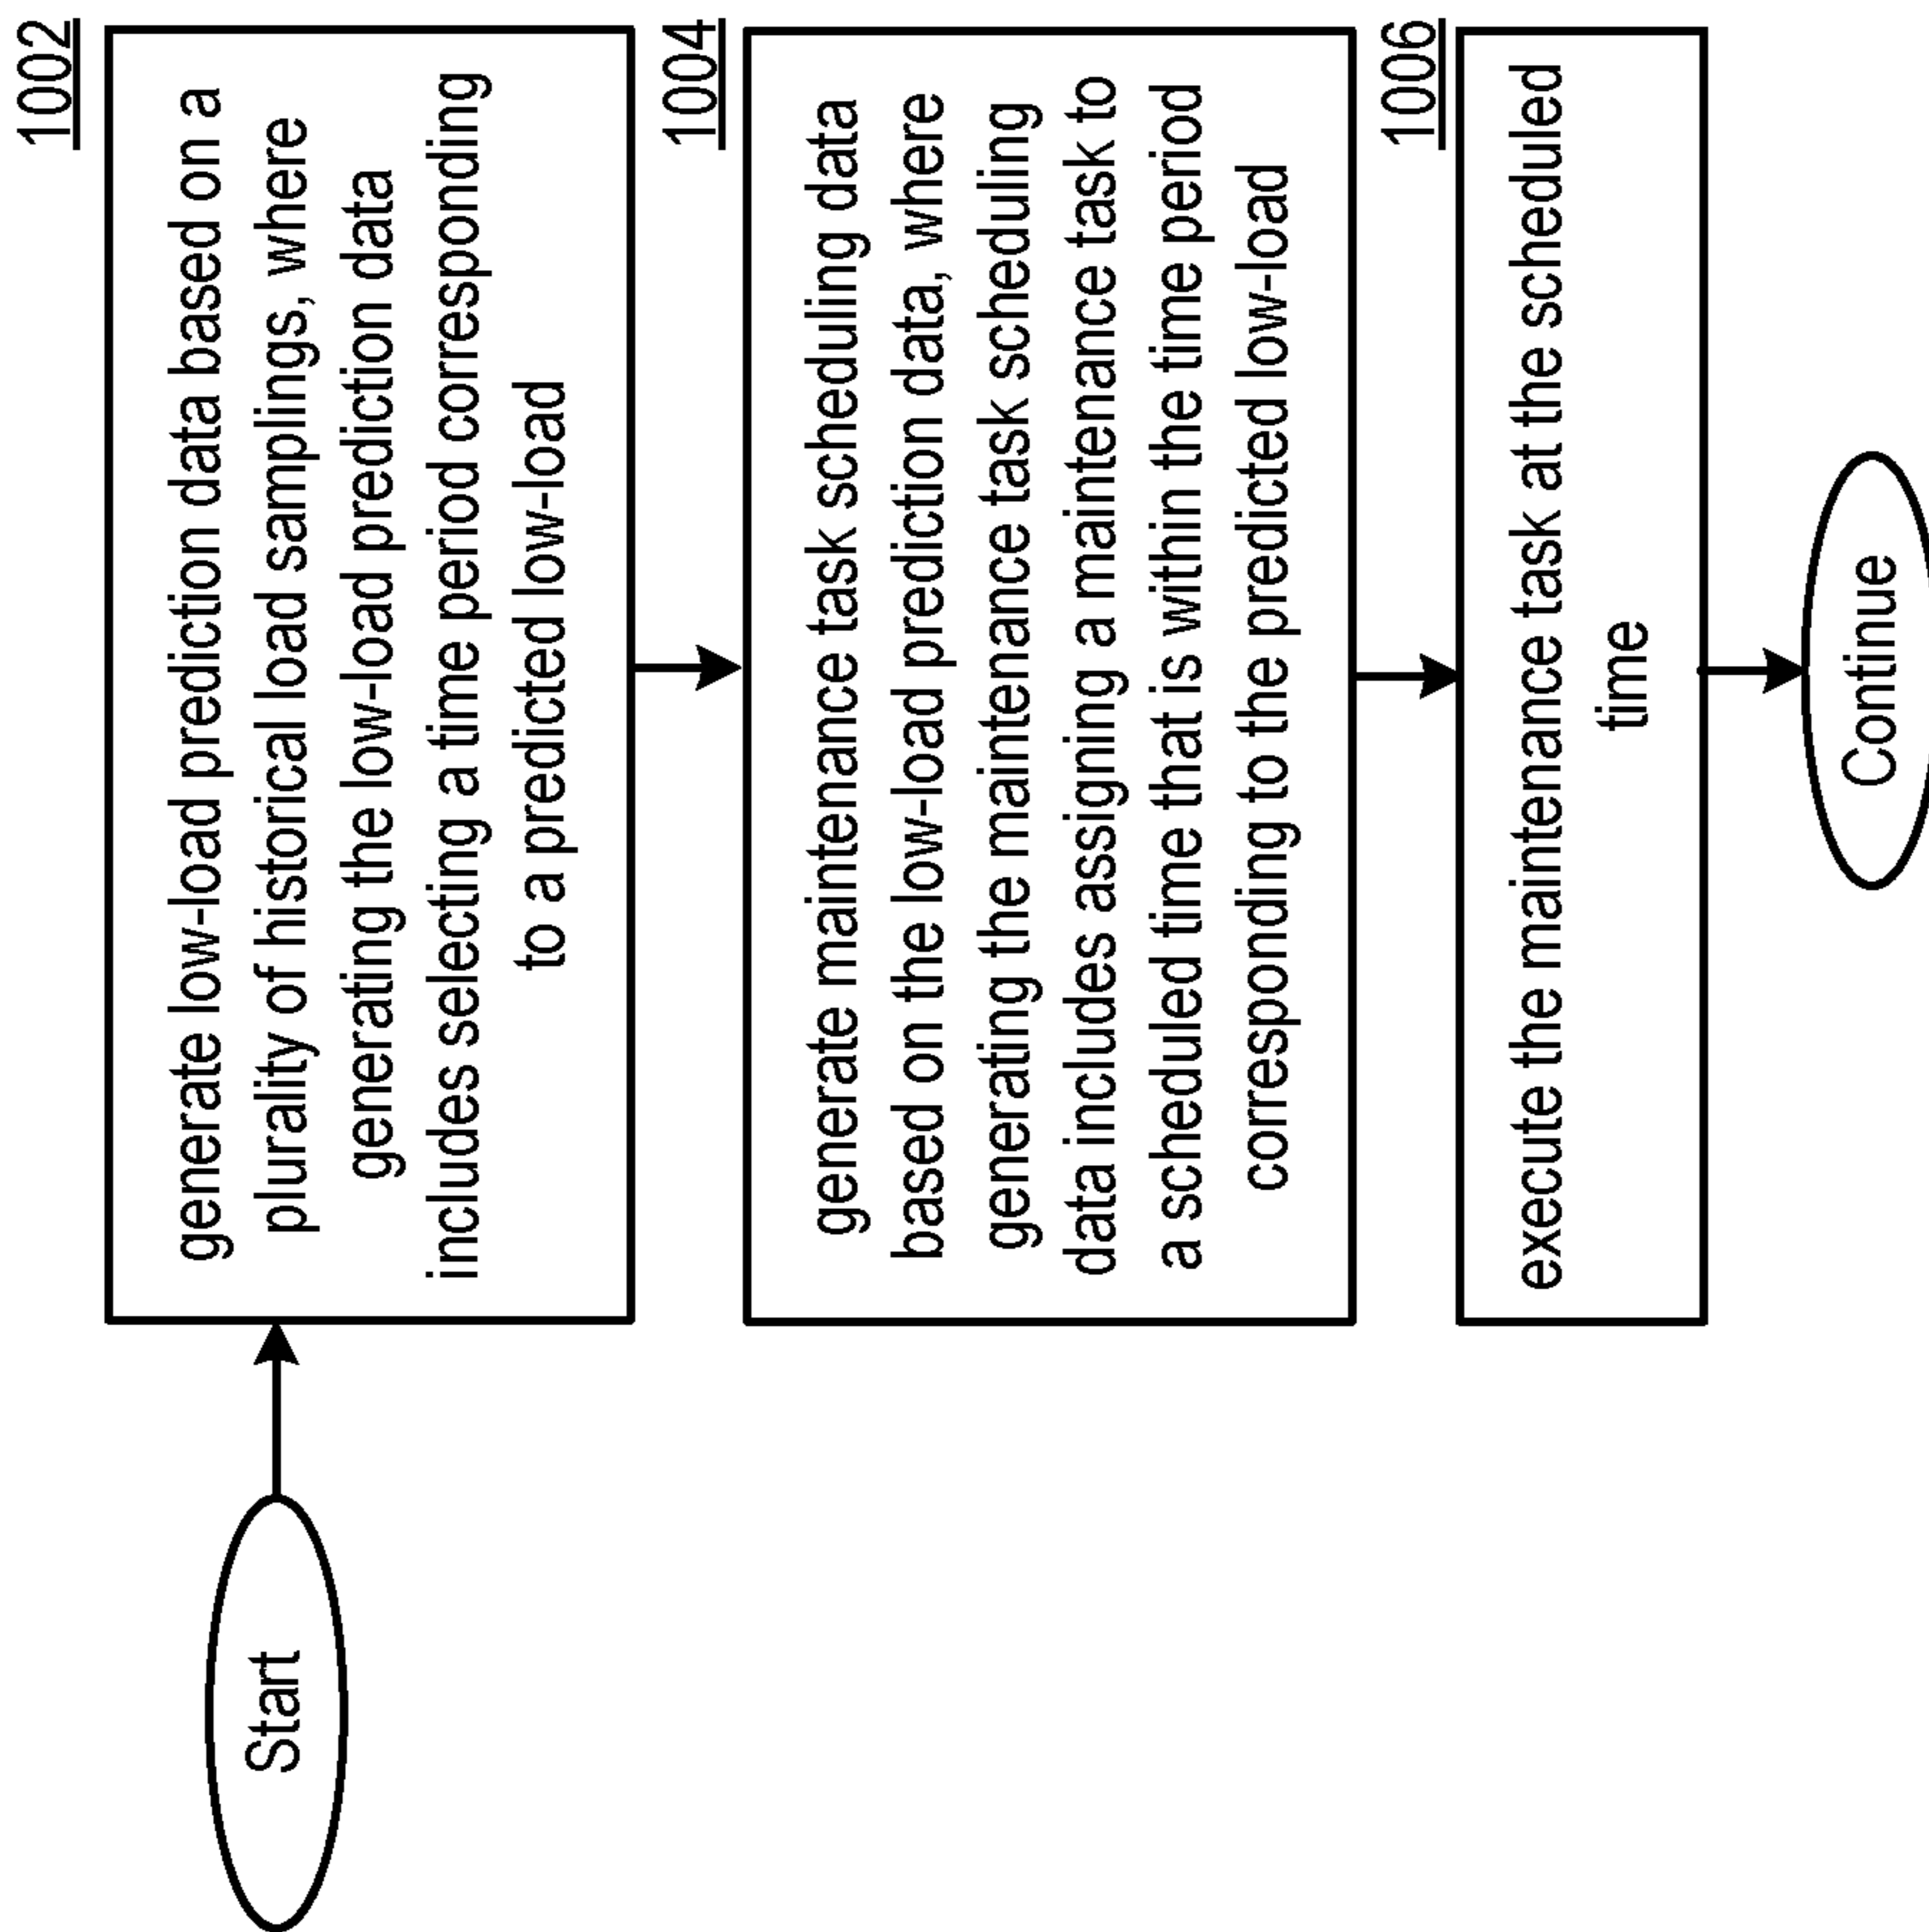 Start
1002
generate low-load prediction data based on a
plurality of historical load samplings, where
generating the low-load prediction data
includes selecting a time period corresponding
to a predicted low-load
1004
generate maintenance task scheduling data
based on the low-load prediction data, where
generating the maintenance task scheduling
data includes assigning a maintenance task to
a scheduled time that is within the time period
corresponding to the predicted low-load
1006
execute the maintenance task at the scheduled
time
Continue